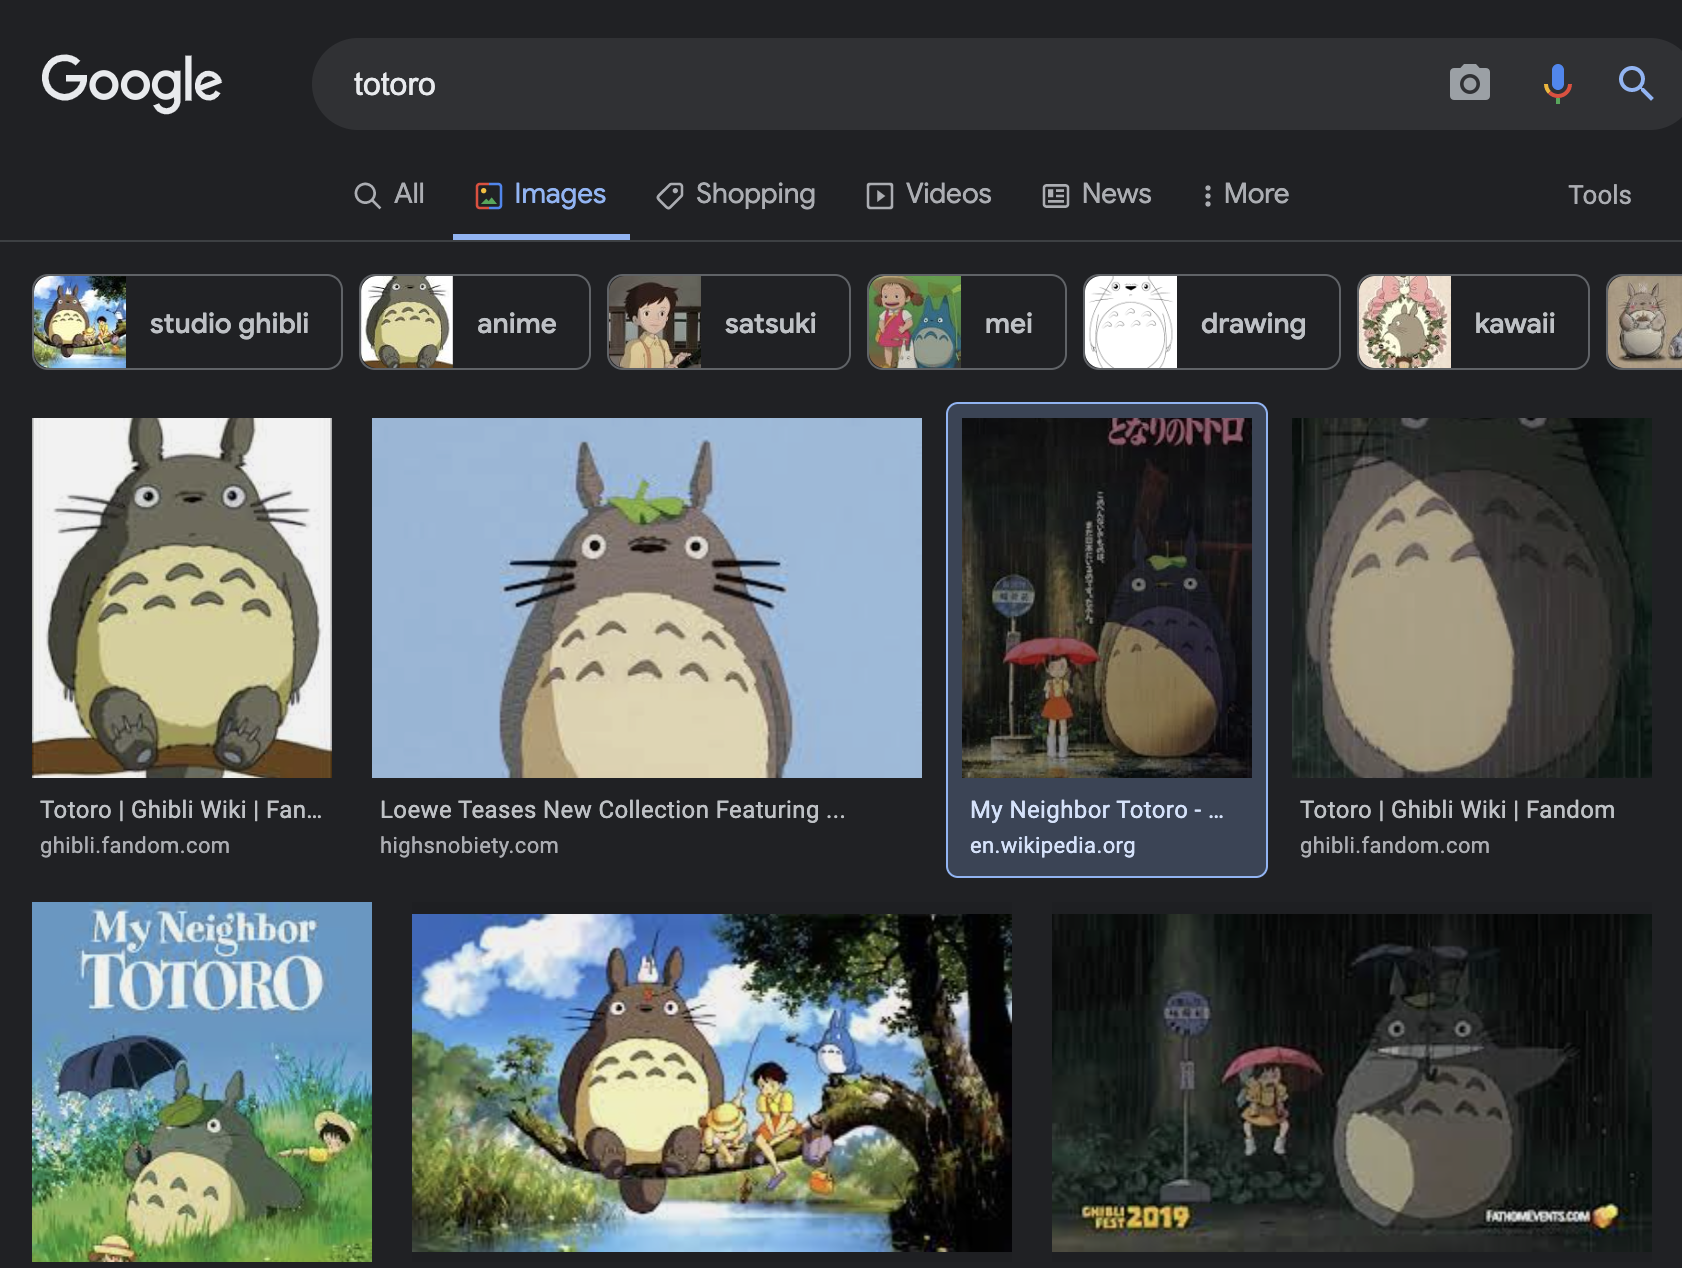 Google
totoro
All
Images
Shopping
Videos
News
More
Tools
studio ghibli
anime
satsuki
mei
drawing
kawaii
となりのトトロ
Totoro | Ghibli Wiki | Fan...
ghibli.fandom.com
Loewe Teases New Collection Featuring ...
highsnobiety.com
My Neighbor Totoro - ...
en.wikipedia.org
Totoro | Ghibli Wiki | Fandom
ghibli.fandom.com
My Neighbor
TOTORO
GHIBLI
FEST 2019
FATHOMEVENTS.COM